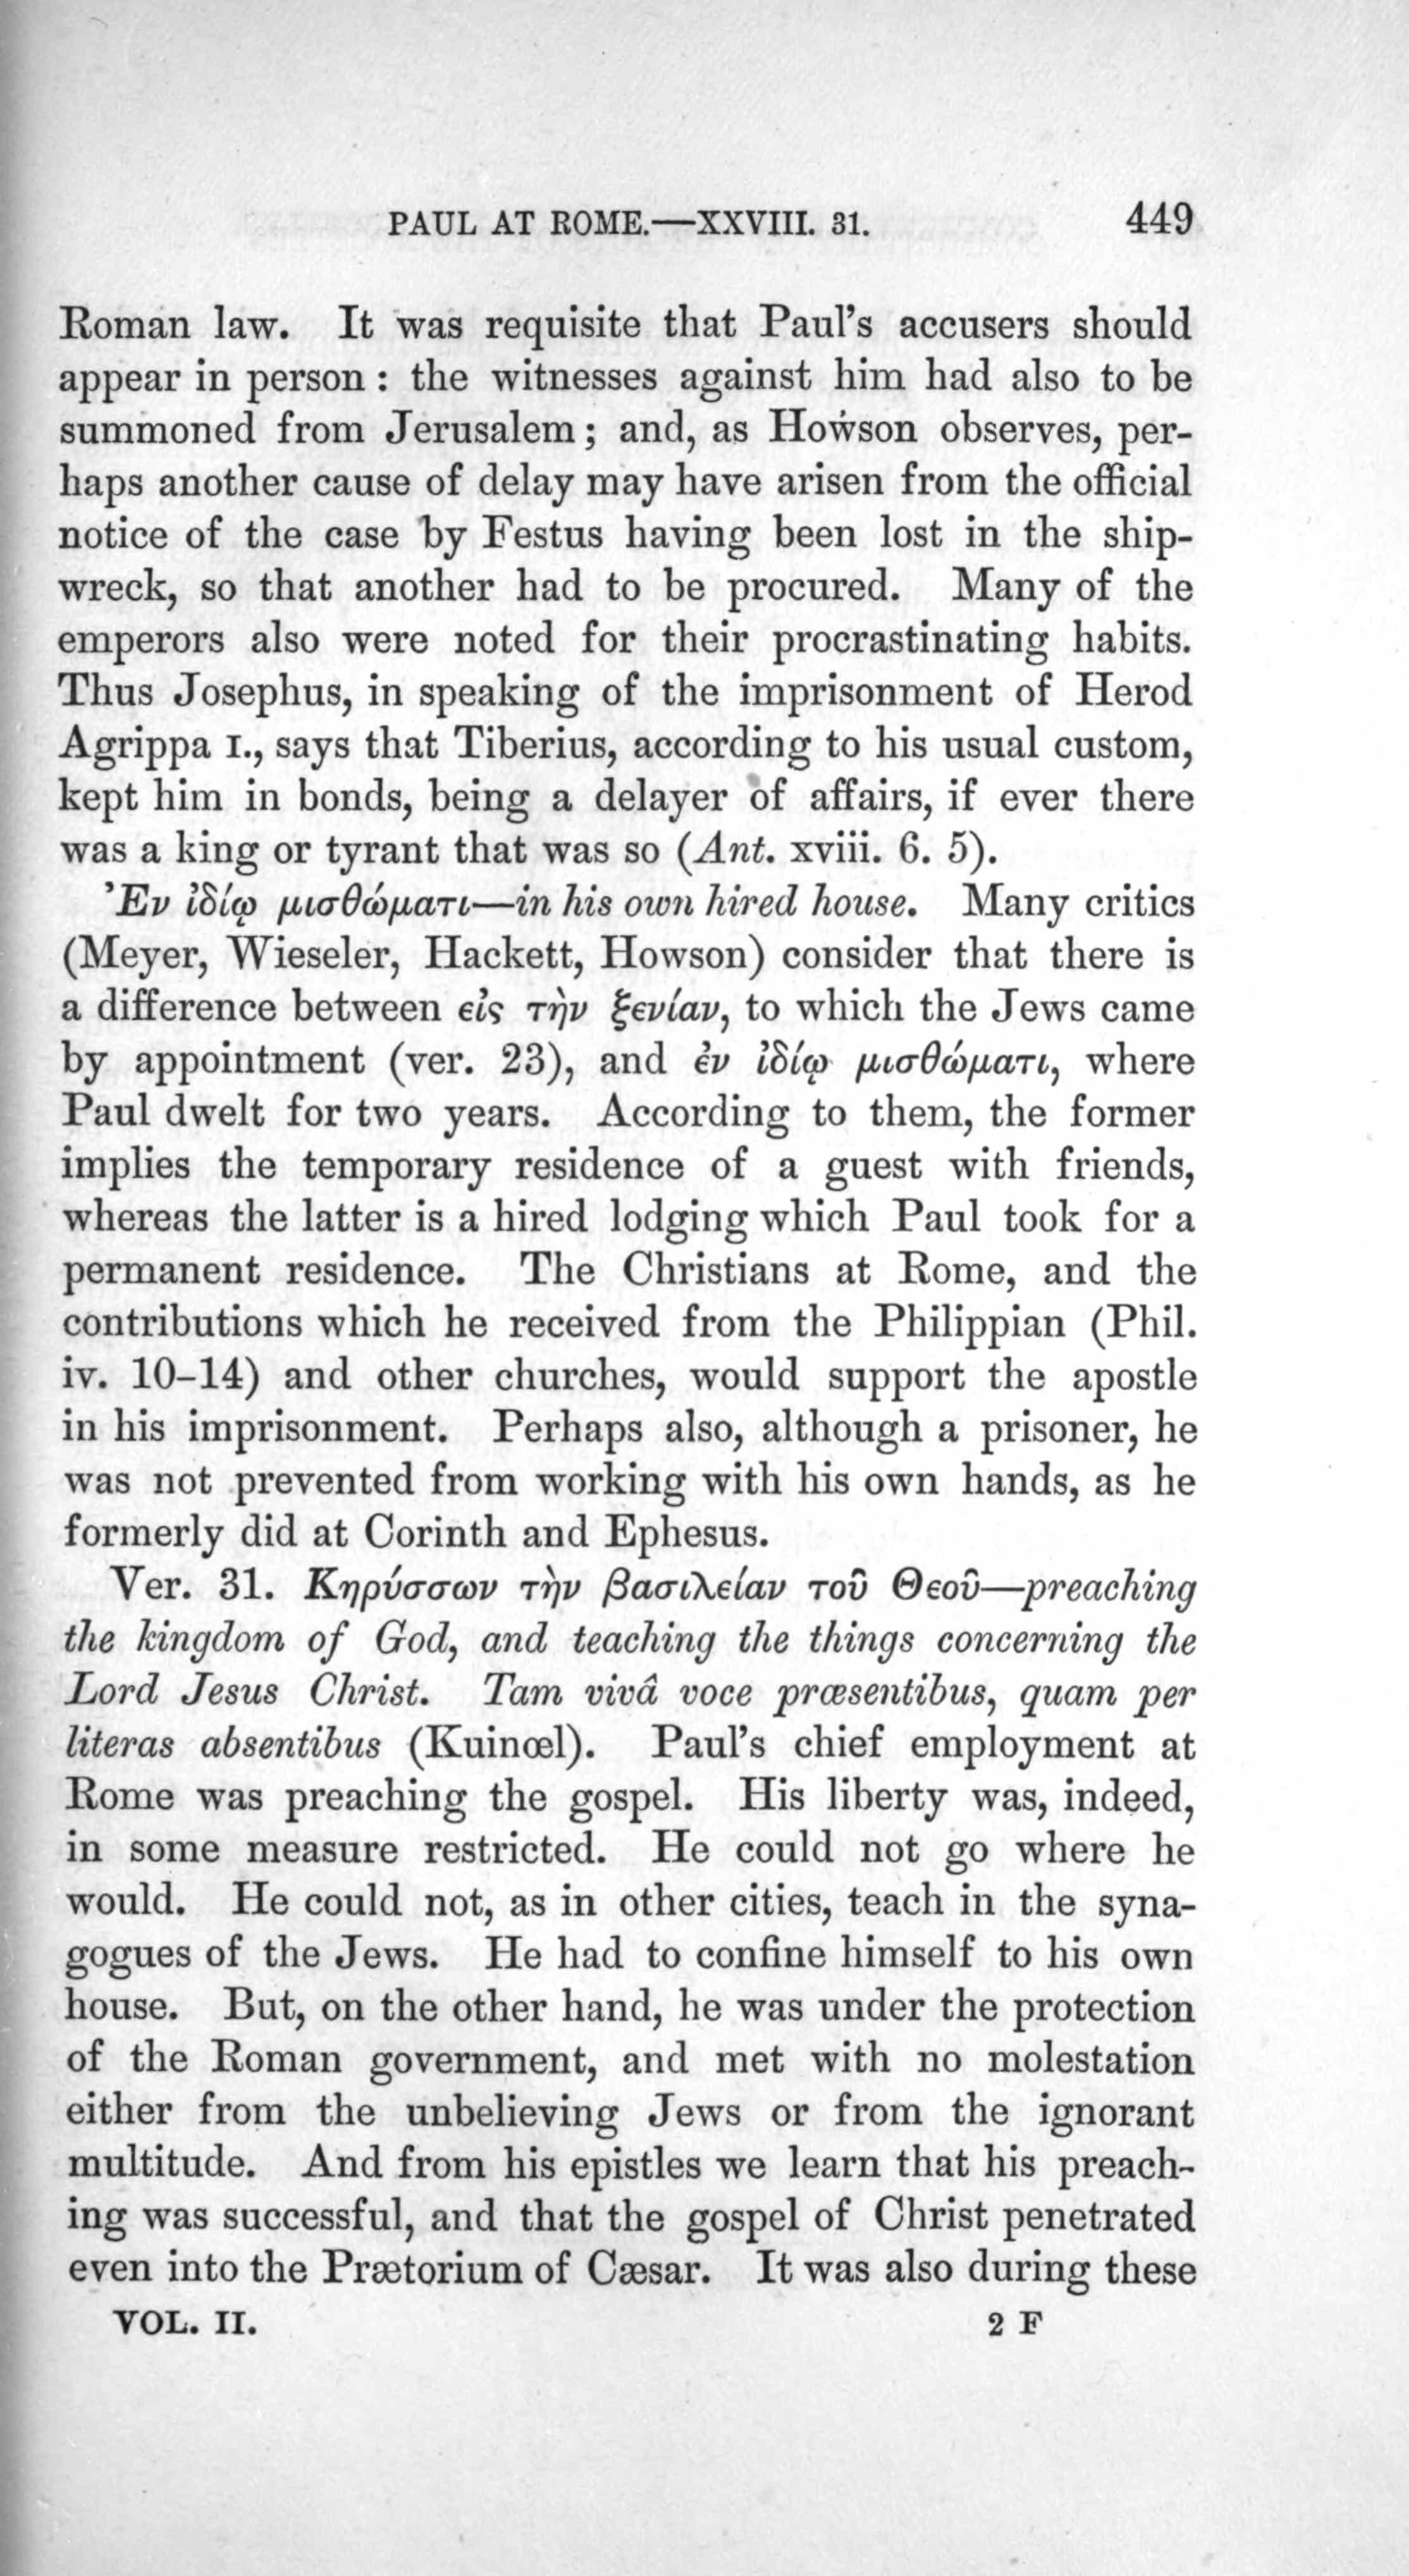 PAUL AT ROME.—XXVIII. 31. 449
Roman law. It was requisite that Paul's accusers should
appear in person : the witnesses against him had also to be
summoned from Jerusalem ; and, as Howson observes, per-
haps another cause of delay may have arisen from the official
notice of the case by Festus having been lost in the ship-
wreck, so that another had to be procured. Many of the
emperors also were noted for their procrastinating habits.
Thus Josephus, in speaking of the imprisonment of Herod
Agrippa I., says that Tiberius, according to his usual custom,
kept him in bonds, being a delayer of affairs, if ever there
was a king or tyrant that was so (Ant. xviii. 6. 5).
Ἐν ἰδίῳ μισθώματι—in his own hired house. Many critics
(Meyer, Wieseler, Hackett, Howson) consider that there is
a difference between εἰς τὴν ξενίαν, to which the Jews came
by appointment (ver. 23), and ἐν ἰδίῳ μισθώματι, where
Paul dwelt for two years. According to them, the former
implies the temporary residence of a guest with friends,
whereas the latter is a hired lodging which Paul took for a
permanent residence. The Christians at Rome, and the
contributions which he received from the Philippian (Phil.
iv. 10–14) and other churches, would support the apostle
in his imprisonment. Perhaps also, although a prisoner, he
was not prevented from working with his own hands, as he
formerly did at Corinth and Ephesus.
Ver. 31. Κηρύσσων τὴν βασιλείαν τοῦ Θεοῦ—preaching
the kingdom of God, and teaching the things concerning the
Lord Jesus Christ. Tam vivâ voce præsentibus, quam per
literas absentibus (Kuinœl). Paul's chief employment at
Rome was preaching the gospel. His liberty was, indeed,
in some measure restricted. He could not go where he
would. He could not, as in other cities, teach in the syna-
gogues of the Jews. He had to confine himself to his own
house. But, on the other hand, he was under the protection
of the Roman government, and met with no molestation
either from the unbelieving Jews or from the ignorant
multitude. And from his epistles we learn that his preach-
ing was successful, and that the gospel of Christ penetrated
even into the Prætorium of Cæsar. It was also during these
VOL. II. 2 F